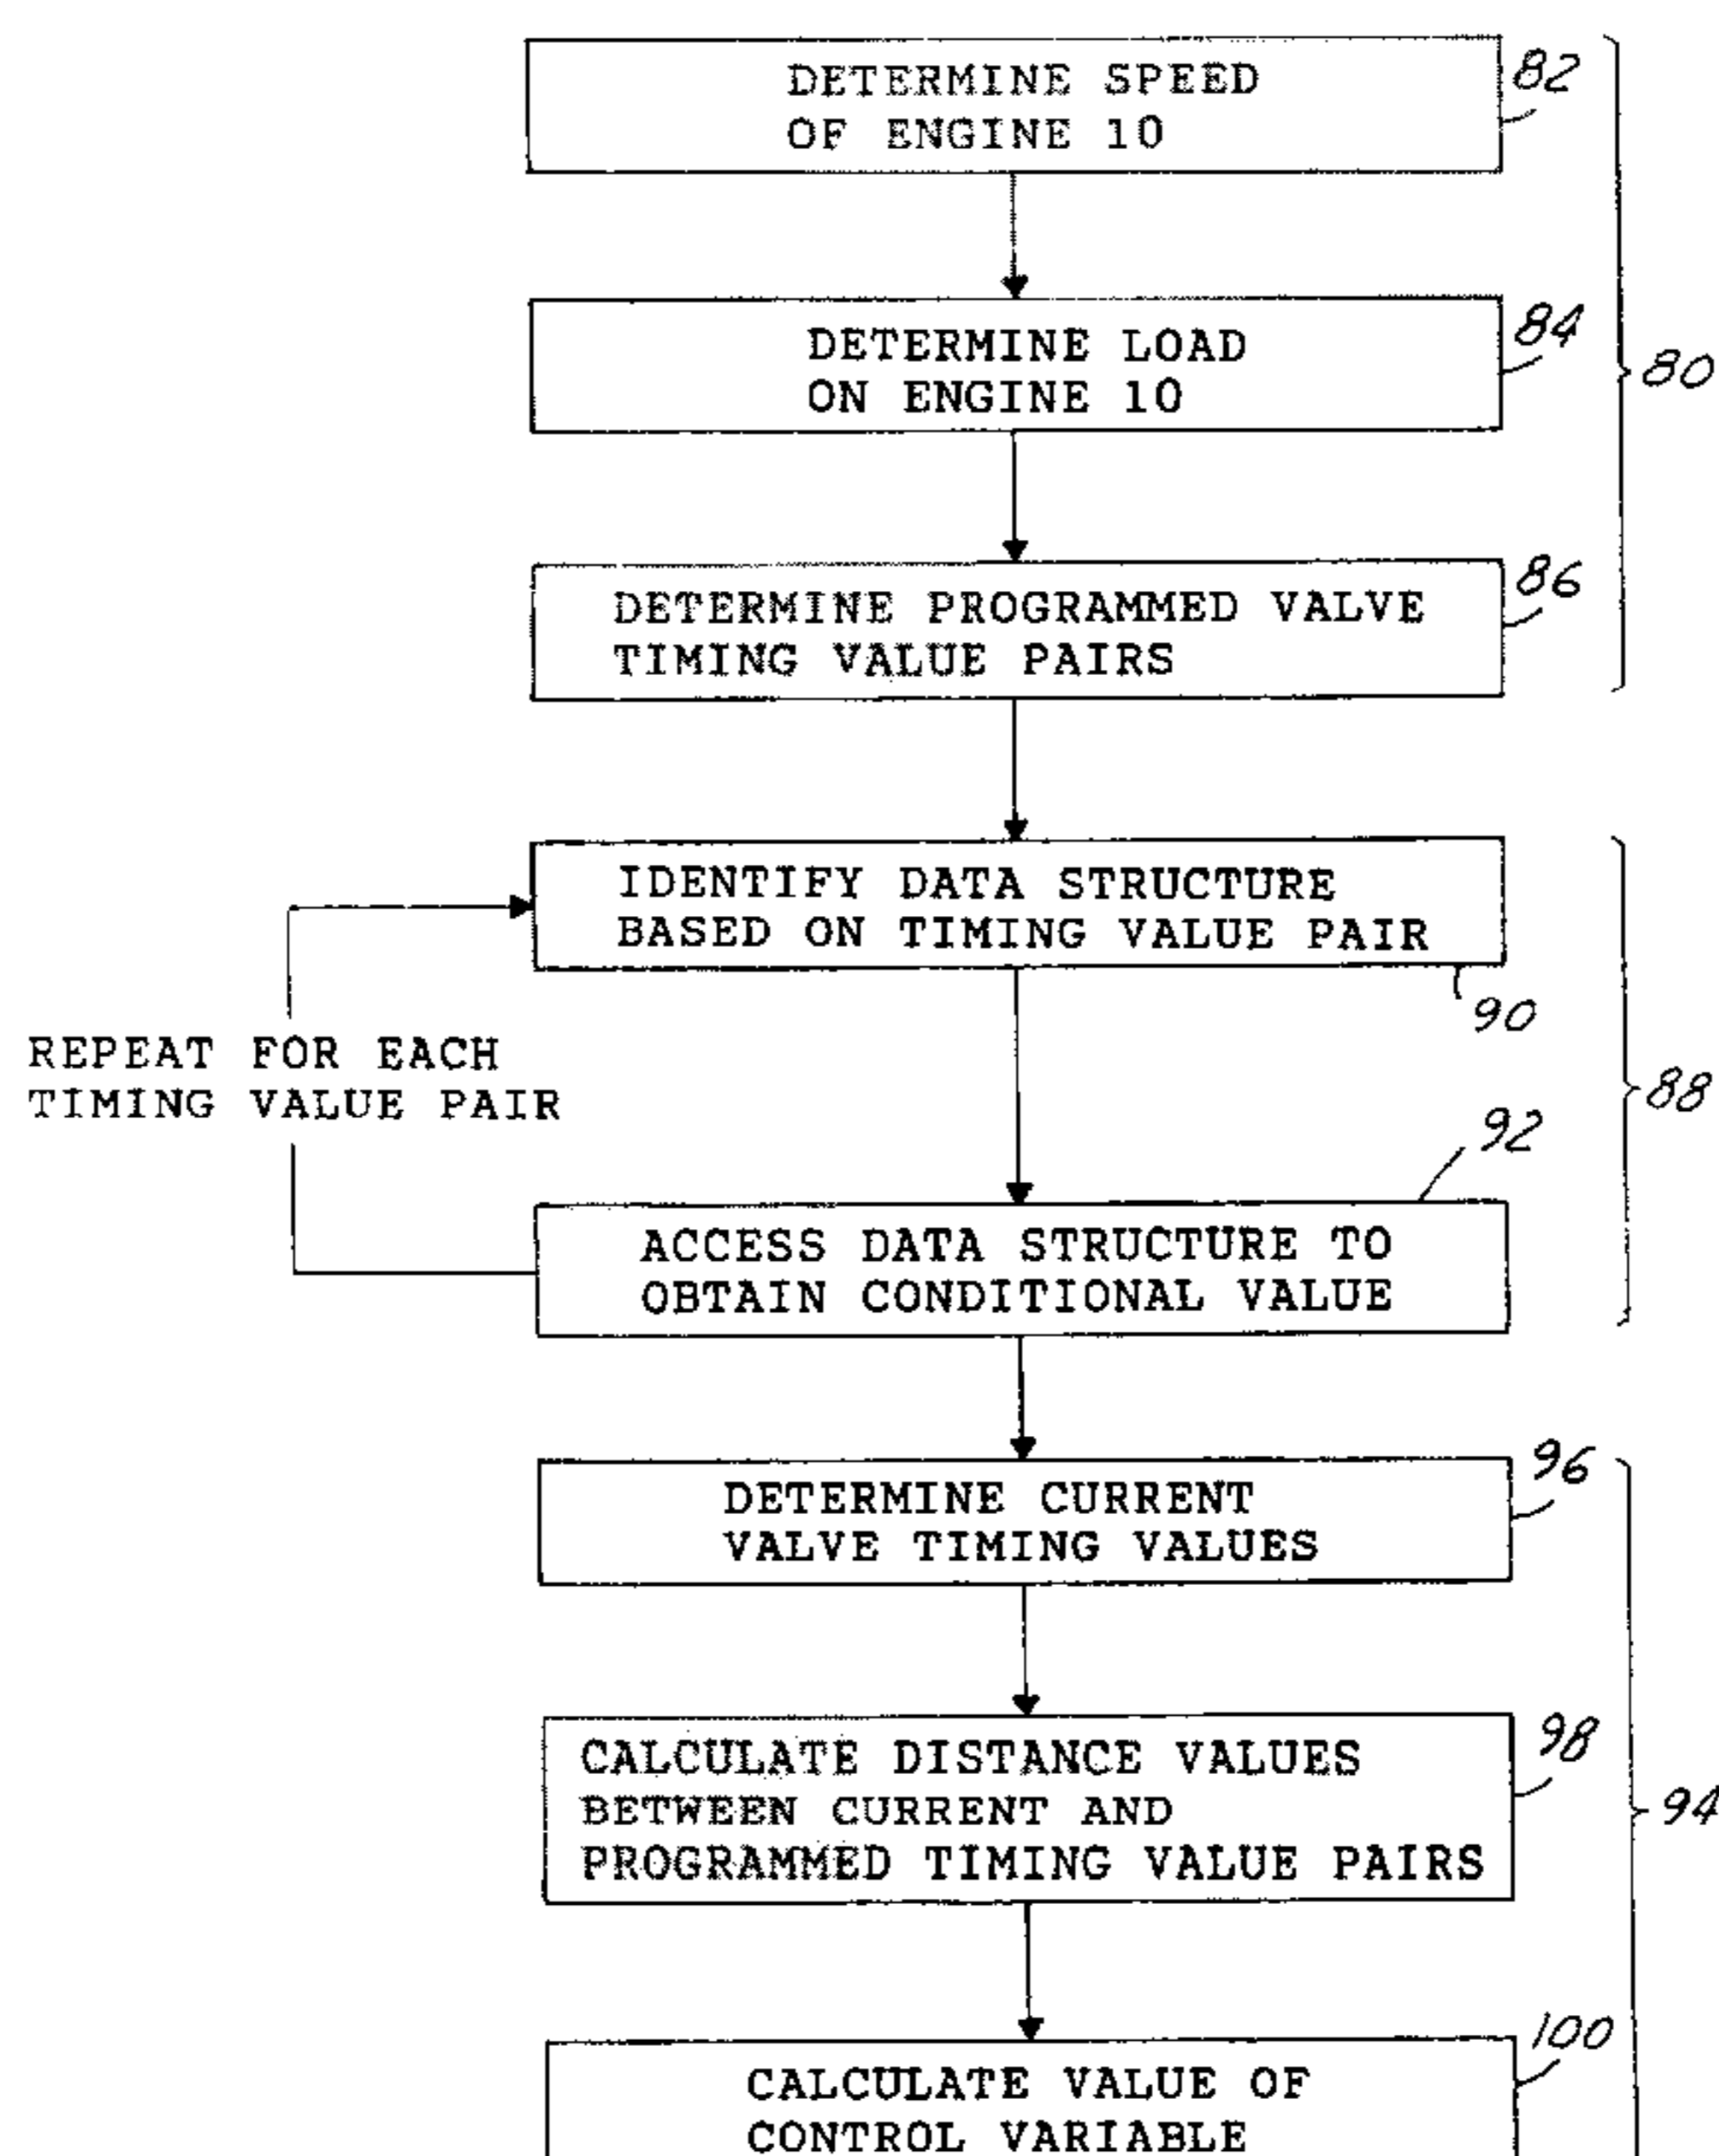 DETERMINE SPEED
OF ENGINE 10
82
DETERMINE LOAD
ON ENGINE 10
84
80
DETERMINE PROGRAMMED VALVE
TIMING VALUE PAIRS
86
IDENTIFY DATA STRUCTURE
BASED ON TIMING VALUE PAIR
90
REPEAT FOR EACH
TIMING VALUE PAIR
88
92
ACCESS DATA STRUCTURE TO
OBTAIN CONDITIONAL VALUE
DETERMINE CURRENT
VALVE TIMING VALUES
96
CALCULATE DISTANCE VALUES
BETWEEN CURRENT AND
PROGRAMMED TIMING VALUE PAIRS
98
94
CALCULATE VALUE OF
CONTROL VARIABLE
100